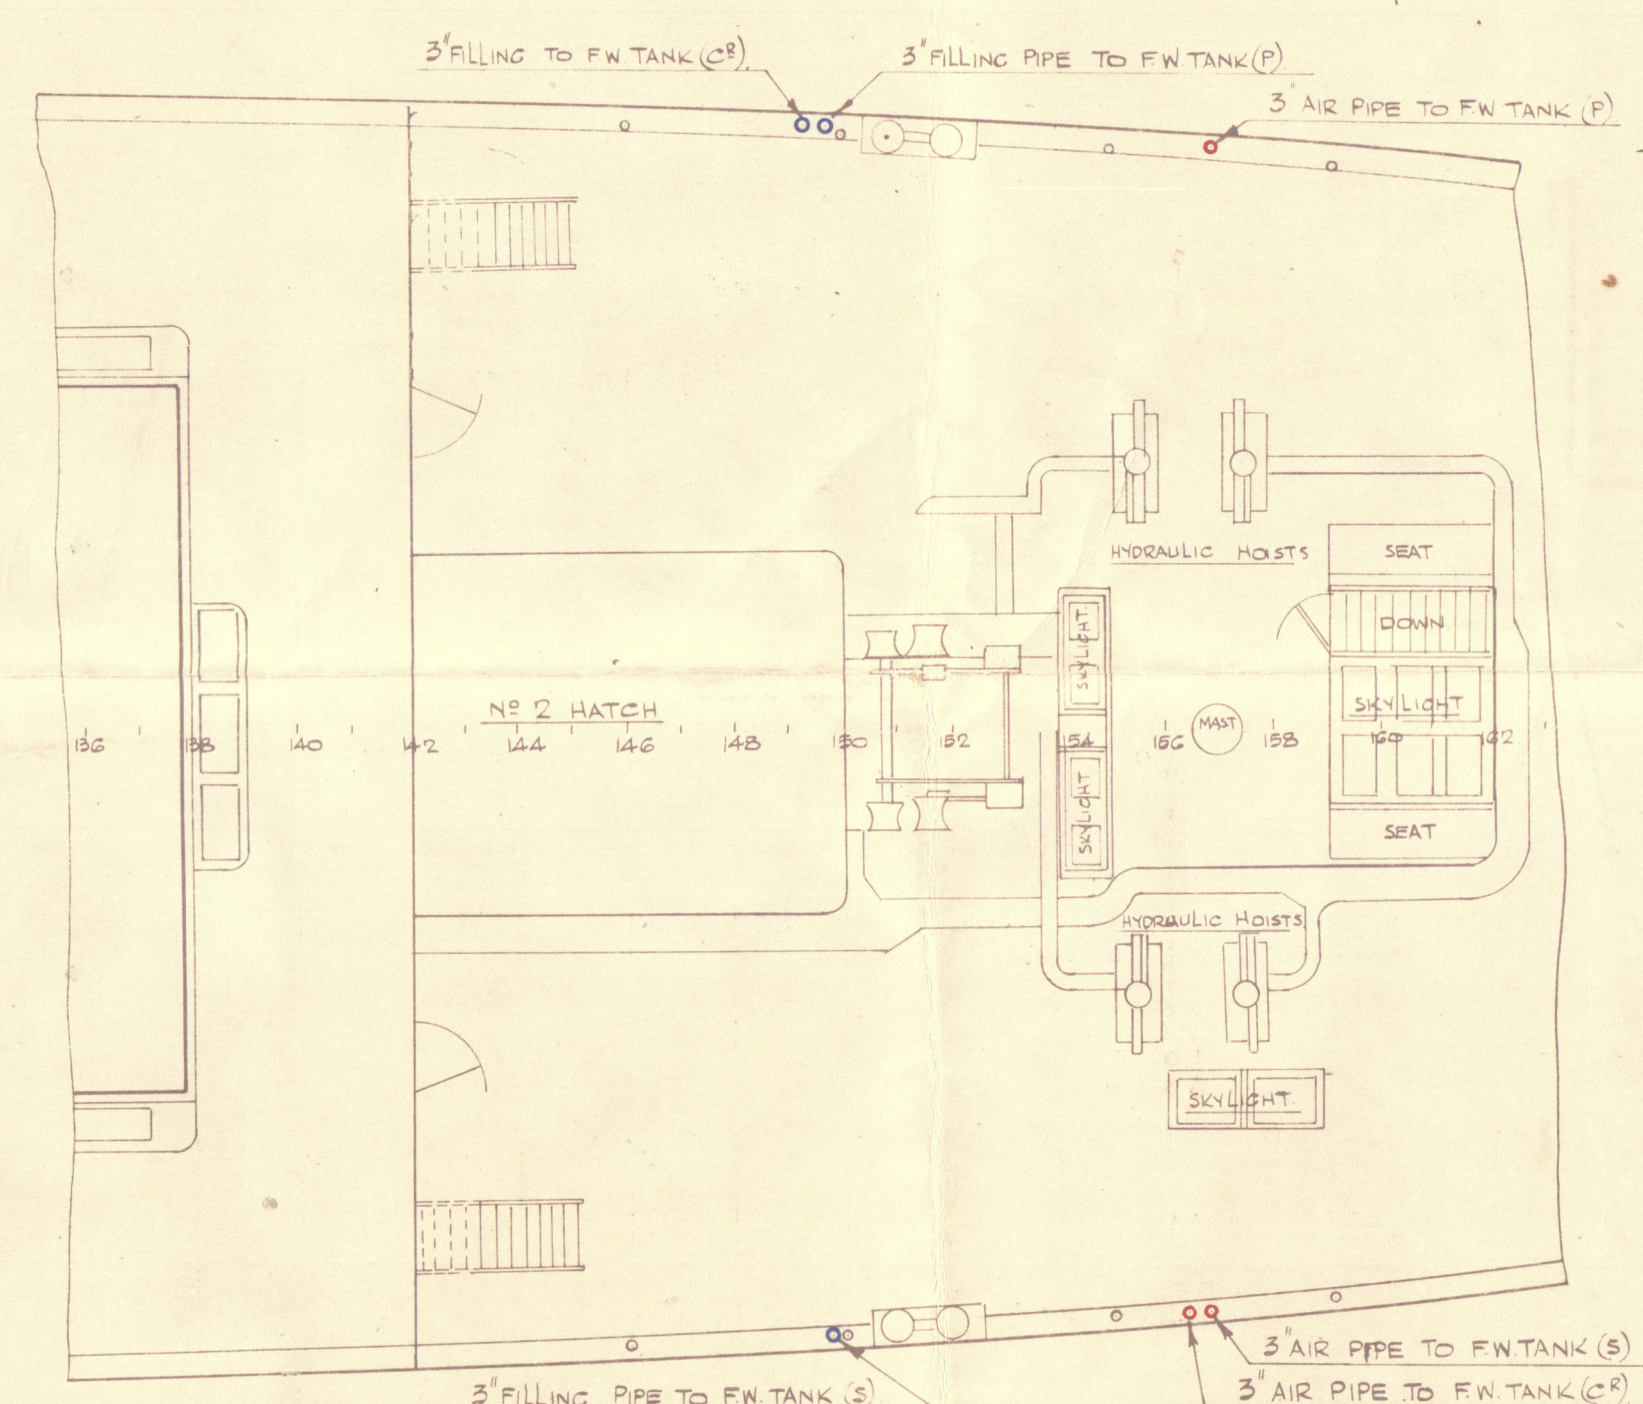 3" FILLING TO F.W. TANK (Cᴿ).
3" FILLING PIPE TO F.W. TANK (P).
3" AIR PIPE TO F.W. TANK (P).
HYDRAULIC HOISTS
SEAT
DOWN
SKYLIGHT
SKYLIGHT
Nº 2 HATCH
MAST
136 138 140 142 144 146 148 150 152 154 156 158 160 162
SKYLIGHT
SEAT
HYDRAULIC HOISTS
SKYLIGHT.
3" AIR PIPE TO F.W. TANK (S)
3" FILLING PIPE TO F.W. TANK (S)
3" AIR PIPE TO F.W. TANK (Cᴿ)